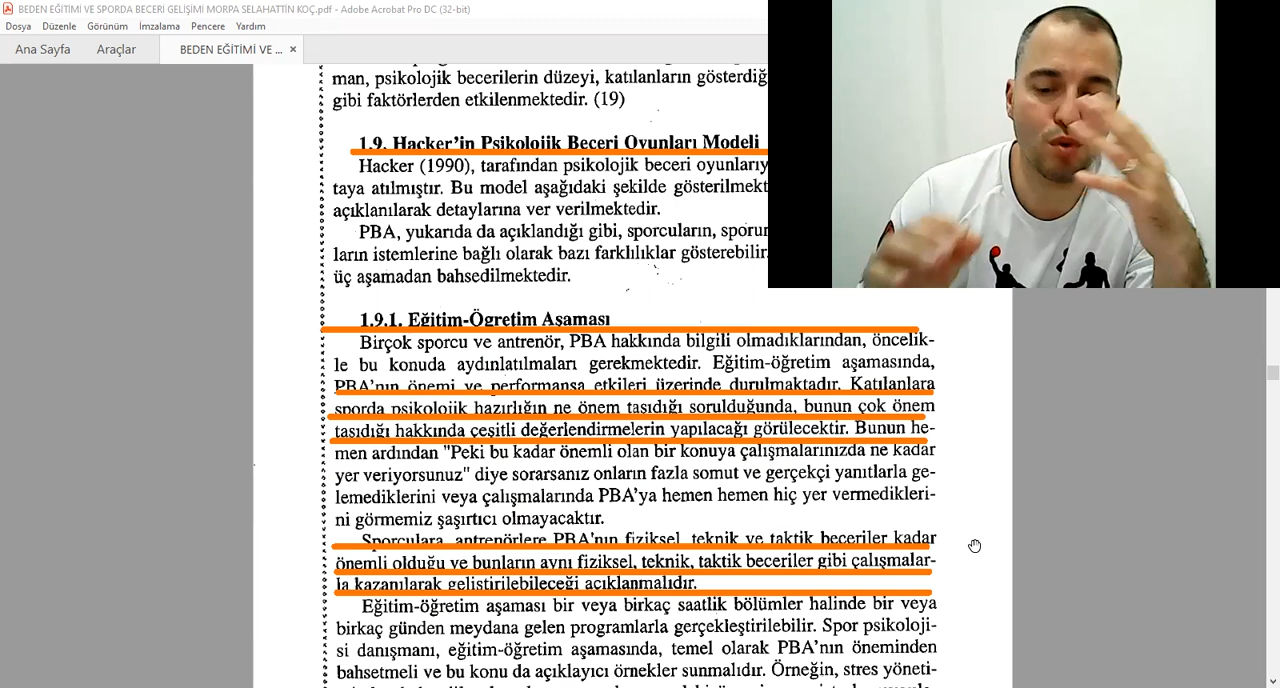 BEDEN EĞİTİMİ VE SPORDA BECERİ GELİŞİMİ MORPA SELAHATTİN KOÇ.pdf - Adobe Acrobat Pro DC (32-bit)
Dosya Düzenle Görünüm İmzalama Pencere Yardım
Ana Sayfa Araçlar BEDEN EĞİTİMİ VE ... ×
man, psikolojik becerilerin düzeyi, katılanların gösterdiğ
gibi faktörlerden etkilenmektedir. (19)
1.9. Hacker'in Psikolojik Beceri Oyunları Modeli
Hacker (1990), tarafından psikolojik beceri oyunlarıy
taya atılmıştır. Bu model aşağıdaki şekilde gösterilmekt
açıklanılarak detaylarına ver verilmektedir.
PBA, yukarıda da açıklandığı gibi, sporcuların, sporun
ların istemlerine bağlı olarak bazı farklılıklar gösterebilir.
üç aşamadan bahsedilmektedir.
1.9.1. Eğitim-Öğretim Aşaması
Birçok sporcu ve antrenör, PBA hakkında bilgili olmadıklarından, öncelik-
le bu konuda aydınlatılmaları gerekmektedir. Eğitim-öğretim aşamasında,
PBA'nın önemi ve performansa etkileri üzerinde durulmaktadır. Katılanlara
sporda psikolojik hazırlığın ne önem taşıdığı sorulduğunda, bunun çok önem
taşıdığı hakkında çeşitli değerlendirmelerin yapılacağı görülecektir. Bunun he-
men ardından "Peki bu kadar önemli olan bir konuya çalışmalarınızda ne kadar
yer veriyorsunuz" diye sorarsanız onların fazla somut ve gerçekçi yanıtlarla ge-
lemediklerini veya çalışmalarında PBA'ya hemen hemen hiç yer vermedikleri-
ni görmemiz şaşırtıcı olmayacaktır.
Sporculara, antrenörlere PBA'nın fiziksel, teknik ve taktik beceriler kadar
önemli olduğu ve bunların aynı fiziksel, teknik, taktik beceriler gibi çalışmalar-
la kazanılarak geliştirilebileceği açıklanmalıdır.
Eğitim-öğretim aşaması bir veya birkaç saatlik bölümler halinde bir veya
birkaç günden meydana gelen programlarla gerçekleştirilebilir. Spor psikoloji-
si danışmanı, eğitim-öğretim aşamasında, temel olarak PBA'nın öneminden
bahsetmeli ve bu konu da açıklayıcı örnekler sunmalıdır. Örneğin, stres yöneti-